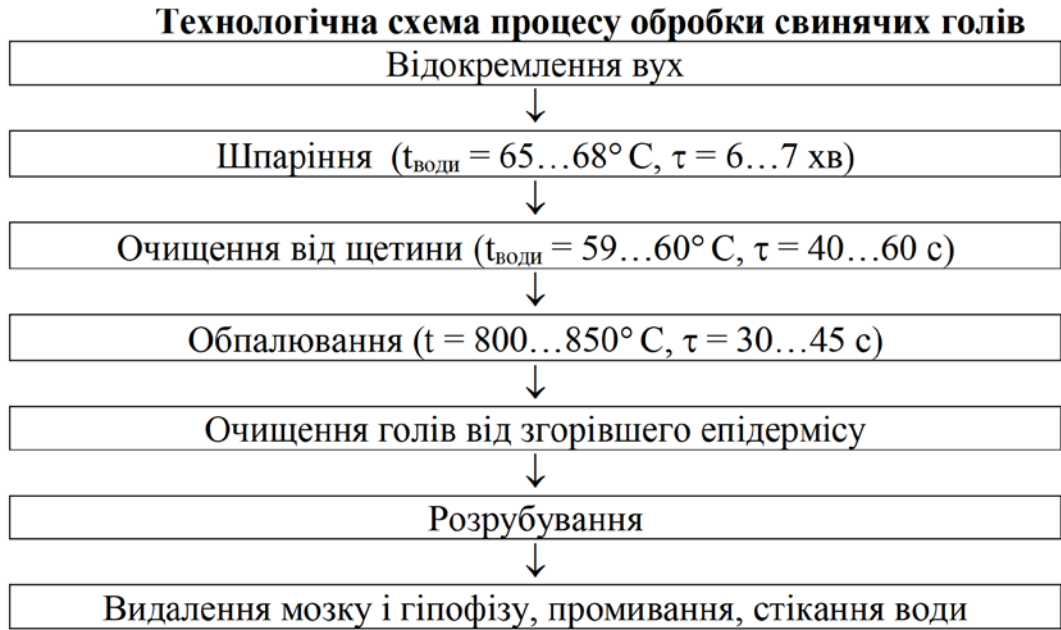 Технологічна схема процесу обробки свинячих голів
Відокремлення вух
↓
Шпаріння (tводи = 65…68° С, τ = 6…7 хв)
↓
Очищення від щетини (tводи = 59…60° С, τ = 40…60 с)
↓
Обпалювання (t = 800…850° С, τ = 30…45 с)
↓
Очищення голів від згорівшего епідермісу
↓
Розрубування
↓
Видалення мозку і гіпофізу, промивання, стікання води